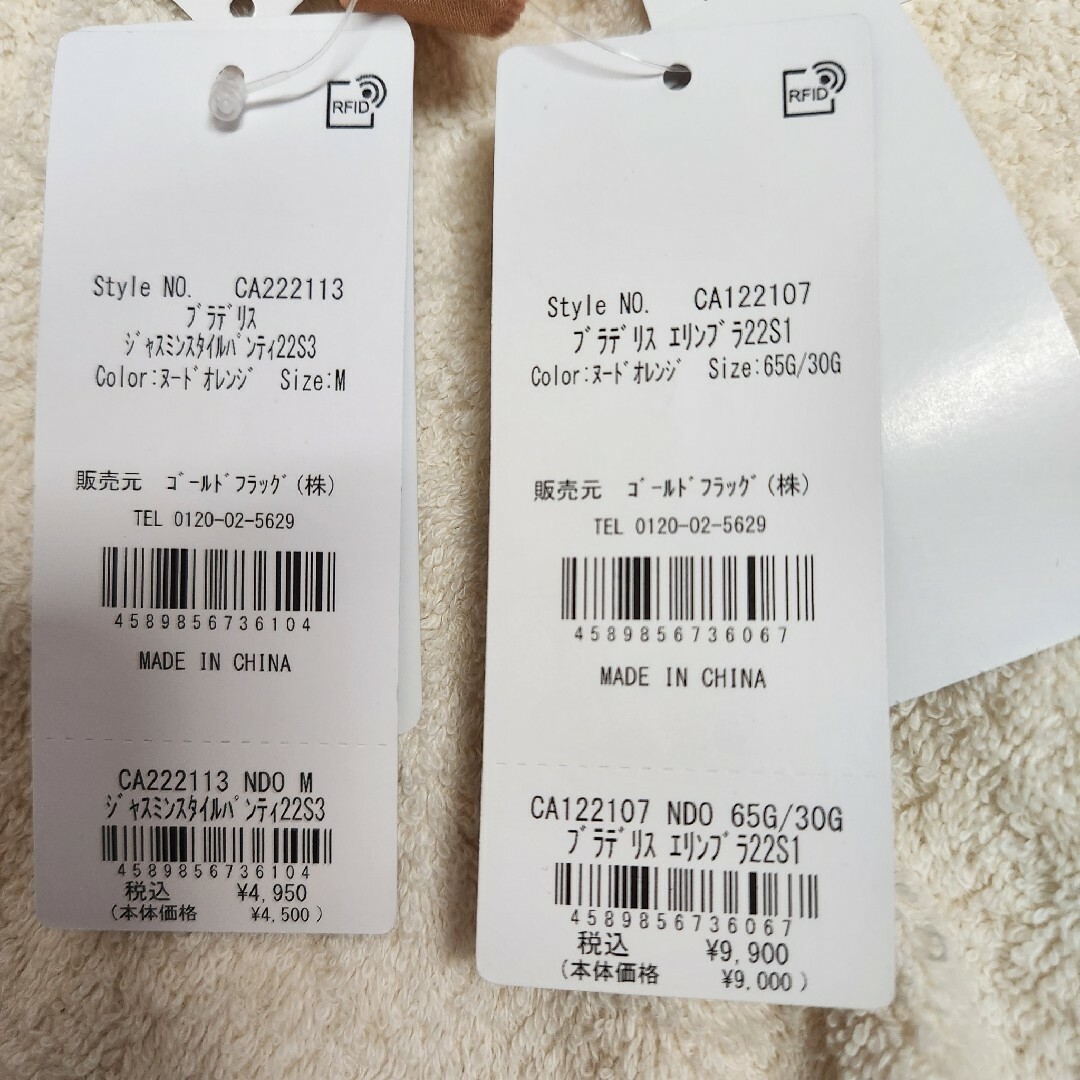 RFID
Style NO. CA222113
ﾌﾞﾗﾃﾞﾘｽ
ｼﾞｬｽﾐﾝｽﾀｲﾙﾊﾟﾝﾃｨ22S3
Color:ﾇｰﾄﾞｵﾚﾝｼﾞ Size:M
販売元 ｺﾞｰﾙﾄﾞﾌﾗｯｸﾞ(株)
TEL 0120-02-5629
4589856736104
MADE IN CHINA
CA222113 NDO M
ｼﾞｬｽﾐﾝｽﾀｲﾙﾊﾟﾝﾃｨ22S3
4589856736104
税込 ¥4,950
(本体価格 ¥4,500)
RFID
Style NO. CA122107
ﾌﾞﾗﾃﾞﾘｽ ｴﾘﾝﾌﾞﾗ22S1
Color:ﾇｰﾄﾞｵﾚﾝｼﾞ Size:65G/30G
販売元 ｺﾞｰﾙﾄﾞﾌﾗｯｸﾞ(株)
TEL 0120-02-5629
4589856736067
MADE IN CHINA
CA122107 NDO 65G/30G
ﾌﾞﾗﾃﾞﾘｽ ｴﾘﾝﾌﾞﾗ22S1
4589856736067
税込 ¥9,900
(本体価格 ¥9,000)